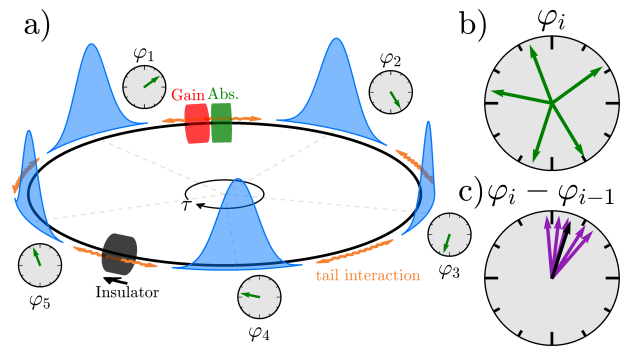 a)
φ₁
φ₂
Gain Abs.
τ
φ₃
tail interaction
Insulator
φ₅
φ₄
b)
φᵢ
c) φᵢ − φᵢ₋₁